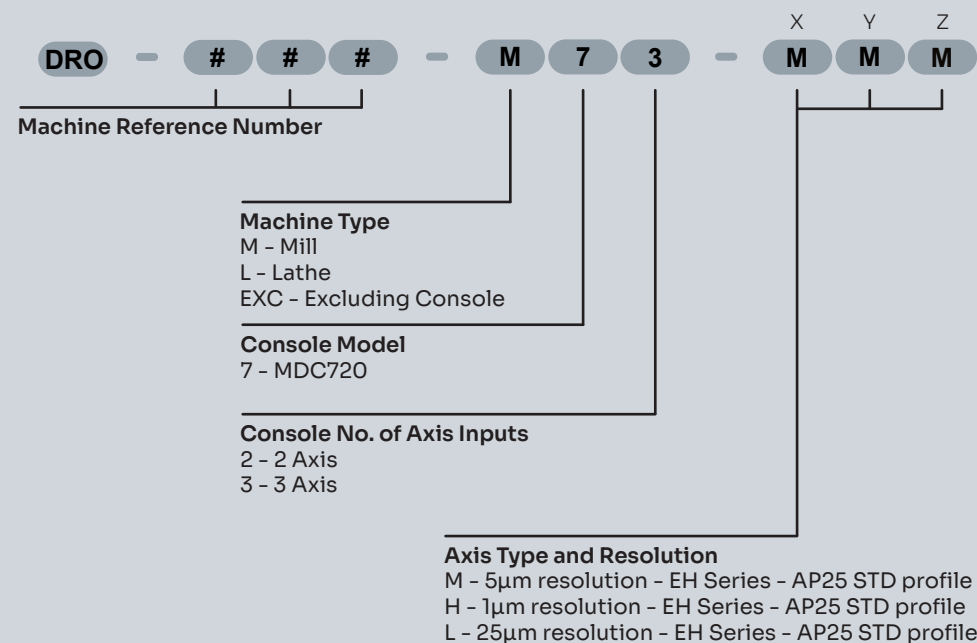 X Y Z
DRO - # # # - M 7 3 - M M M
Machine Reference Number
Machine Type
M - Mill
L - Lathe
EXC - Excluding Console
Console Model
7 - MDC720
Console No. of Axis Inputs
2 - 2 Axis
3 - 3 Axis
Axis Type and Resolution
M - 5µm resolution - EH Series - AP25 STD profile
H - 1µm resolution - EH Series - AP25 STD profile
L - 25µm resolution - EH Series - AP25 STD profile